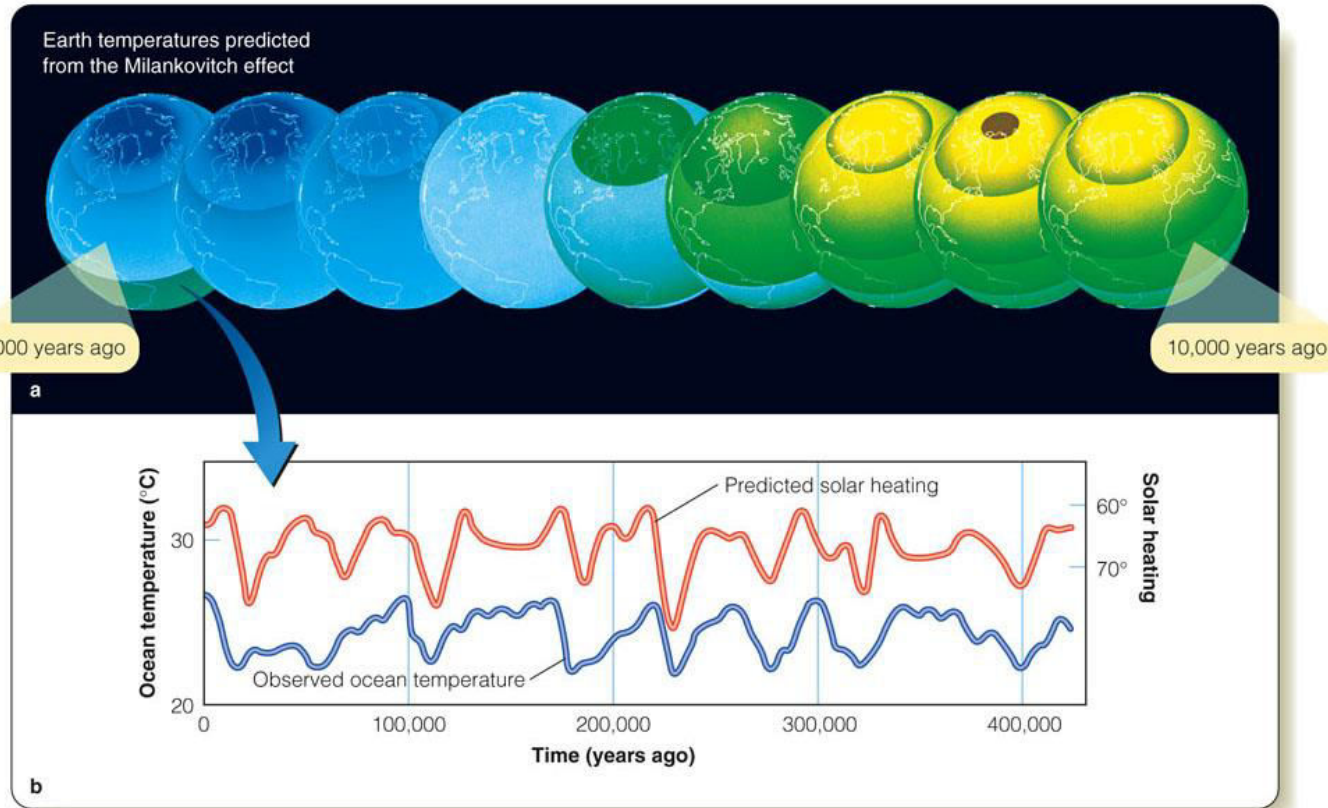 Earth temperatures predicted
from the Milankovitch effect
000 years ago
10,000 years ago
a
Ocean temperature (°C)
30
20
Predicted solar heating
Observed ocean temperature
60°
70°
Solar heating
0
100,000
200,000
300,000
400,000
Time (years ago)
b